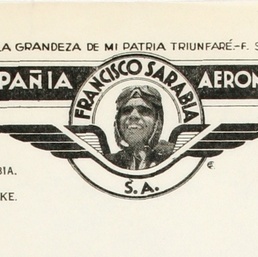 LA GRANDEZA DE MI PATRIA TRIUNFARÉ.-F. S
PAÑIA
FRANCISCO SARABIA
AERON
S. A.
BIA.
KE.